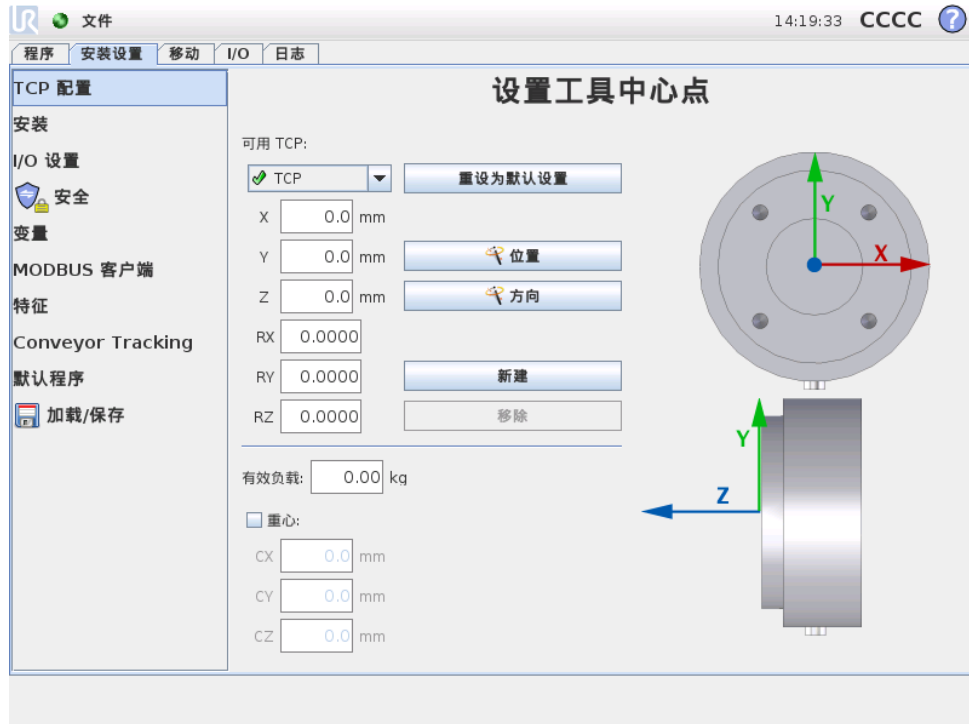 UR 文件 14:19:33 CCCC ?
程序 安装设置 移动 I/O 日志
TCP 配置
安装
I/O 设置
安全
变量
MODBUS 客户端
特征
Conveyor Tracking
默认程序
加载/保存
设置工具中心点
可用 TCP:
TCP 重设为默认设置
X 0.0 mm
Y 0.0 mm 位置
Z 0.0 mm 方向
RX 0.0000
RY 0.0000 新建
RZ 0.0000 移除
有效负载: 0.00 kg
重心:
CX 0.0 mm
CY 0.0 mm
CZ 0.0 mm
Y
X
Y
Z